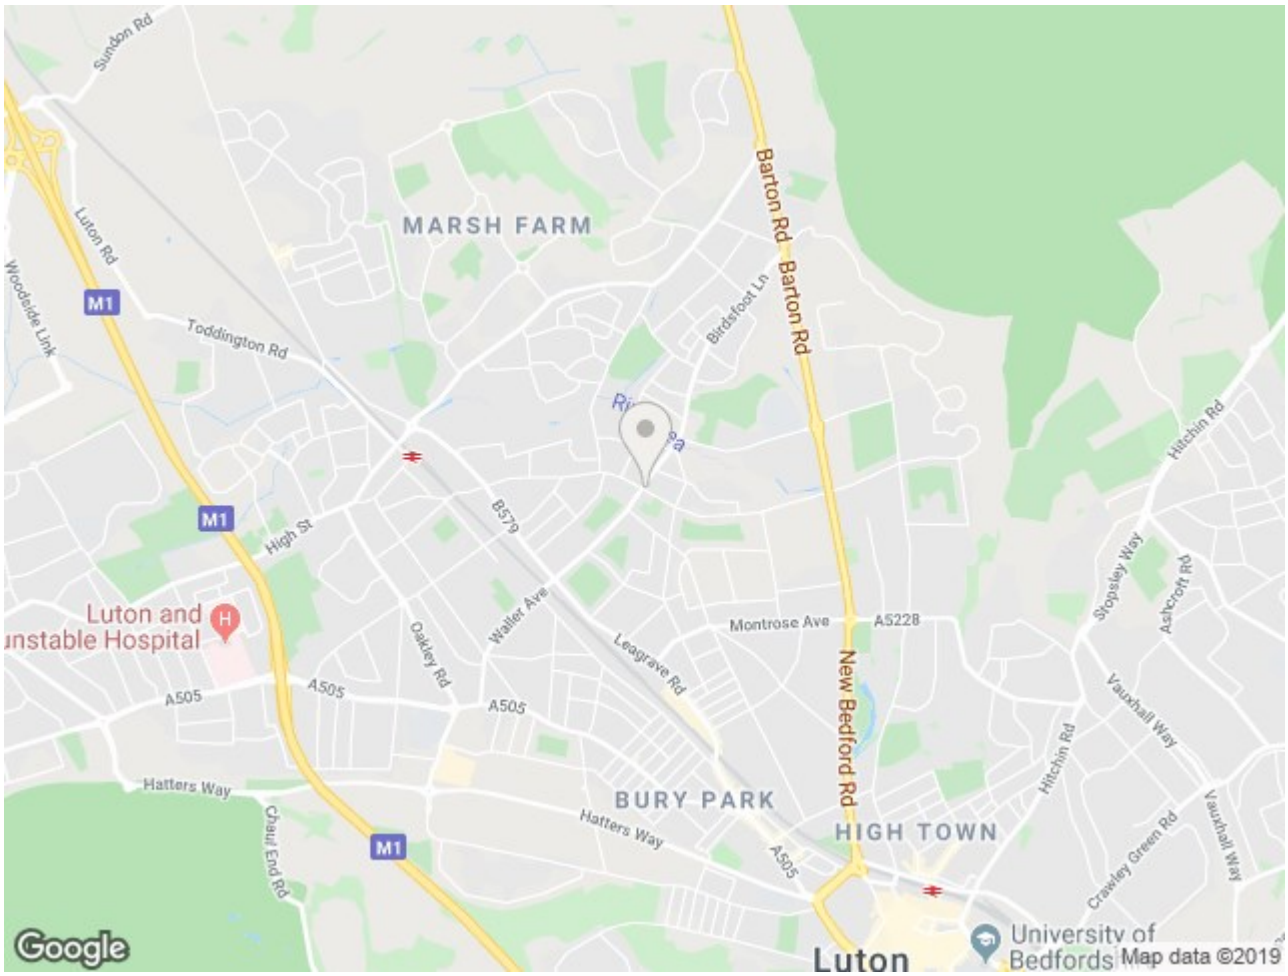 Sundon Rd
Barton Rd
Luton Rd
MARSH FARM
Woodside Link
M1
Barton Rd
Birdsfoot Ln
Toddington Rd
Hitchin Rd
M1
B579
High St
Stopsley Way
Ashcroft Rd
Luton and
unstable Hospital
H
Waller Ave
Oakley Rd
Leagrave Rd
Montrose Ave
A5228
New Bedford Rd
A505
A505
A505
Vauxhall Way
Hitchin Rd
Hatters Way
BURY PARK
Hatters Way
HIGH TOWN
Chaul End Rd
M1
A505
Vauxhall Way
Crawley Green Rd
Google
Luton
University of
Bedfords
Map data ©2019